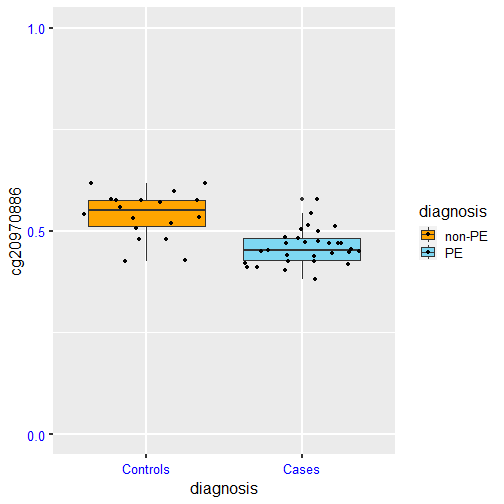 1.0
0.5
0.0
cg20970886
Controls
Cases
diagnosis
diagnosis
non-PE
PE